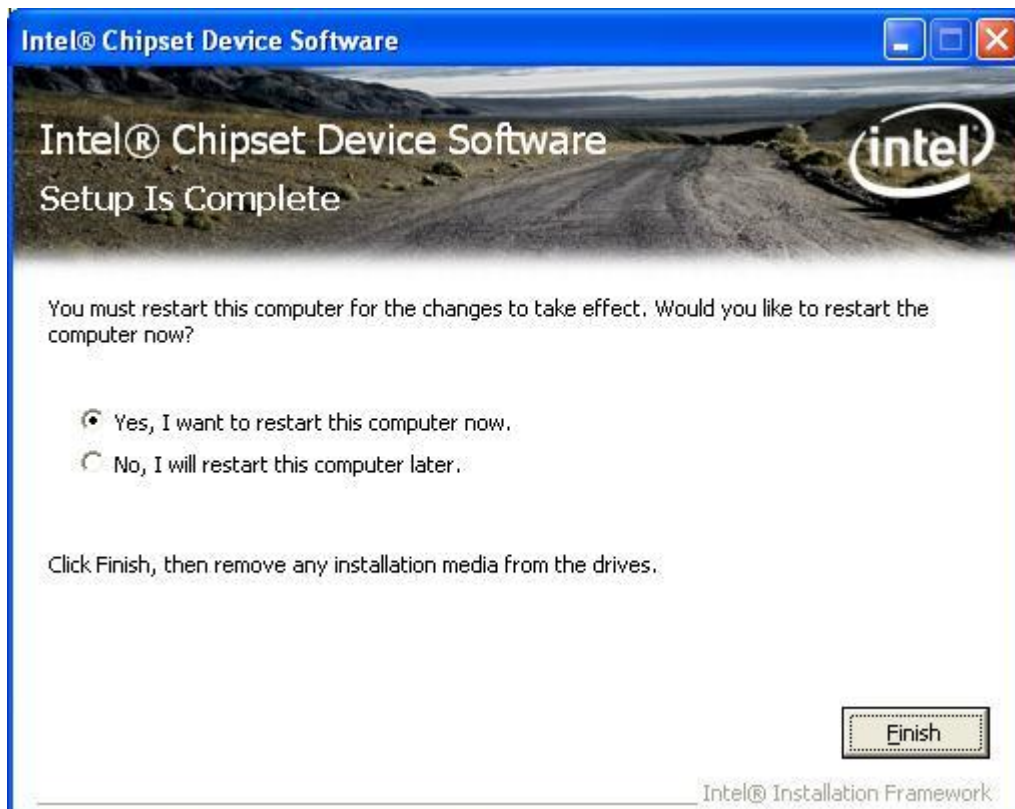 Intel® Chipset Device Software
Intel® Chipset Device Software
intel
Setup Is Complete
You must restart this computer for the changes to take effect. Would you like to restart the
computer now?
Yes, I want to restart this computer now.
No, I will restart this computer later.
Click Finish, then remove any installation media from the drives.
Finish
Intel® Installation Framework